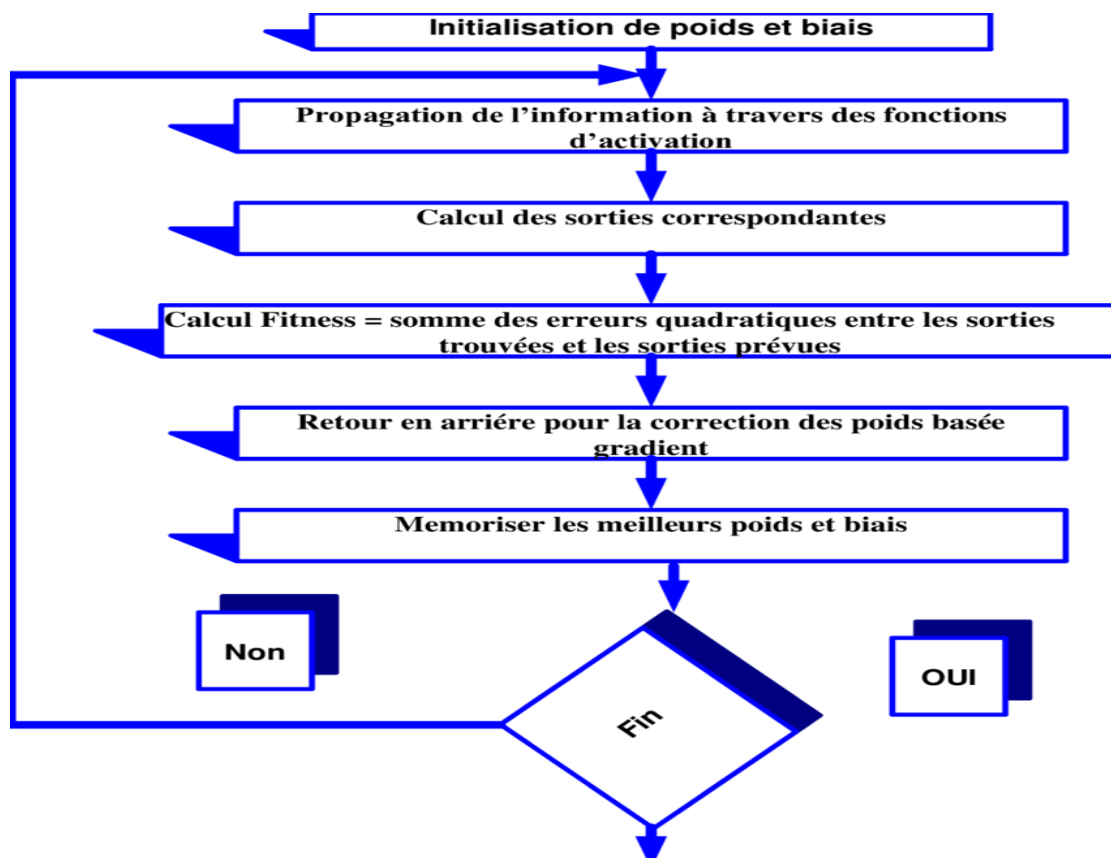 Initialisation de poids et biais
Propagation de l'information à travers des fonctions
d'activation
Calcul des sorties correspondantes
Calcul Fitness = somme des erreurs quadratiques entre les sorties
trouvées et les sorties prévues
Retour en arriére pour la correction des poids basée
gradient
Memoriser les meilleurs poids et biais
Non
OUI
Fin